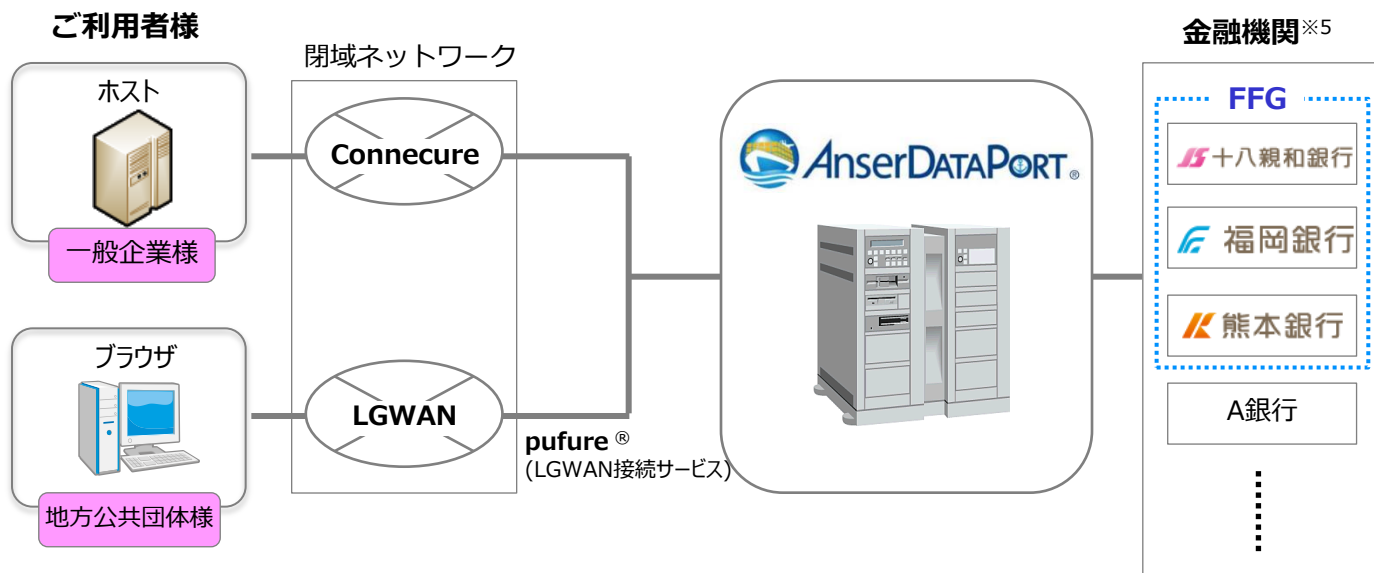 ご利用者様
ホスト
一般企業様
ブラウザ
地方公共団体様
閉域ネットワーク
Connecure
LGWAN
pufure ®
(LGWAN接続サービス)
AnserDATAPORT®
金融機関※5
FFG
十八親和銀行
福岡銀行
熊本銀行
A銀行